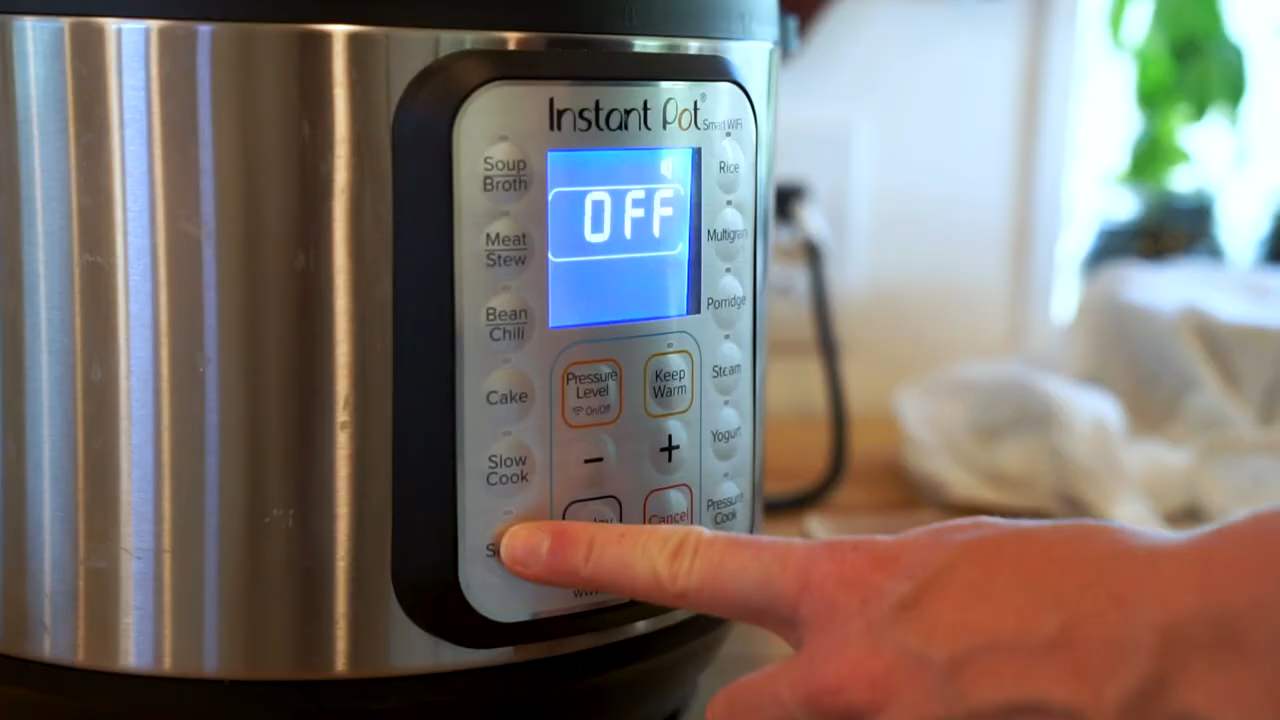 Instant Pot®
Smart WiFi
OFF
Soup
Broth
Meat
Stew
Bean
Chili
Cake
Slow
Cook
Pressure
Level
On/Off
Keep
Warm
−
+
Cancel
Rice
Multigrain
Porridge
Steam
Yogurt
Pressure
Cook